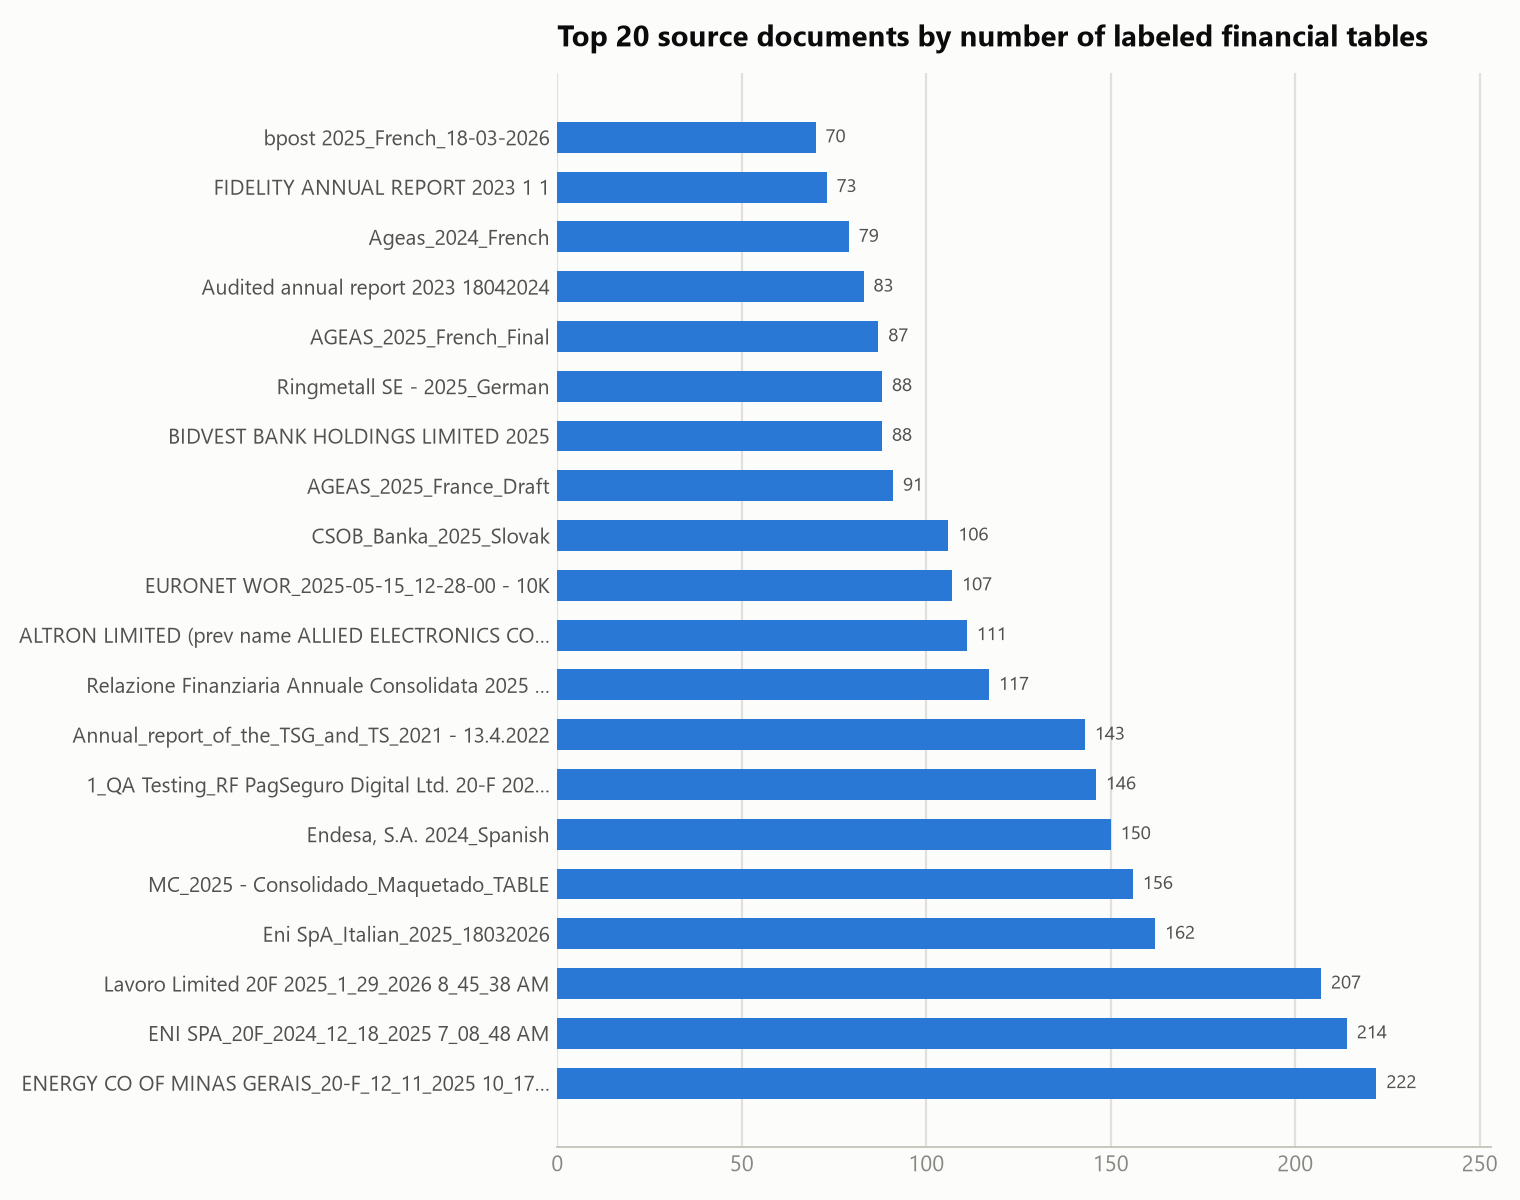 Top 20 source documents by number of labeled financial tables
bpost 2025_French_18-03-2026 70
FIDELITY ANNUAL REPORT 2023 1 1 73
Ageas_2024_French 79
Audited annual report 2023 18042024 83
AGEAS_2025_French_Final 87
Ringmetall SE - 2025_German 88
BIDVEST BANK HOLDINGS LIMITED 2025 88
AGEAS_2025_France_Draft 91
CSOB_Banka_2025_Slovak 106
EURONET WOR_2025-05-15_12-28-00 - 10K 107
ALTRON LIMITED (prev name ALLIED ELECTRONICS CO... 111
Relazione Finanziaria Annuale Consolidata 2025 ... 117
Annual_report_of_the_TSG_and_TS_2021 - 13.4.2022 143
1_QA Testing_RF PagSeguro Digital Ltd. 20-F 202... 146
Endesa, S.A. 2024_Spanish 150
MC_2025 - Consolidado_Maquetado_TABLE 156
Eni SpA_Italian_2025_18032026 162
Lavoro Limited 20F 2025_1_29_2026 8_45_38 AM 207
ENI SPA_20F_2024_12_18_2025 7_08_48 AM 214
ENERGY CO OF MINAS GERAIS_20-F_12_11_2025 10_17... 222
0 50 100 150 200 250